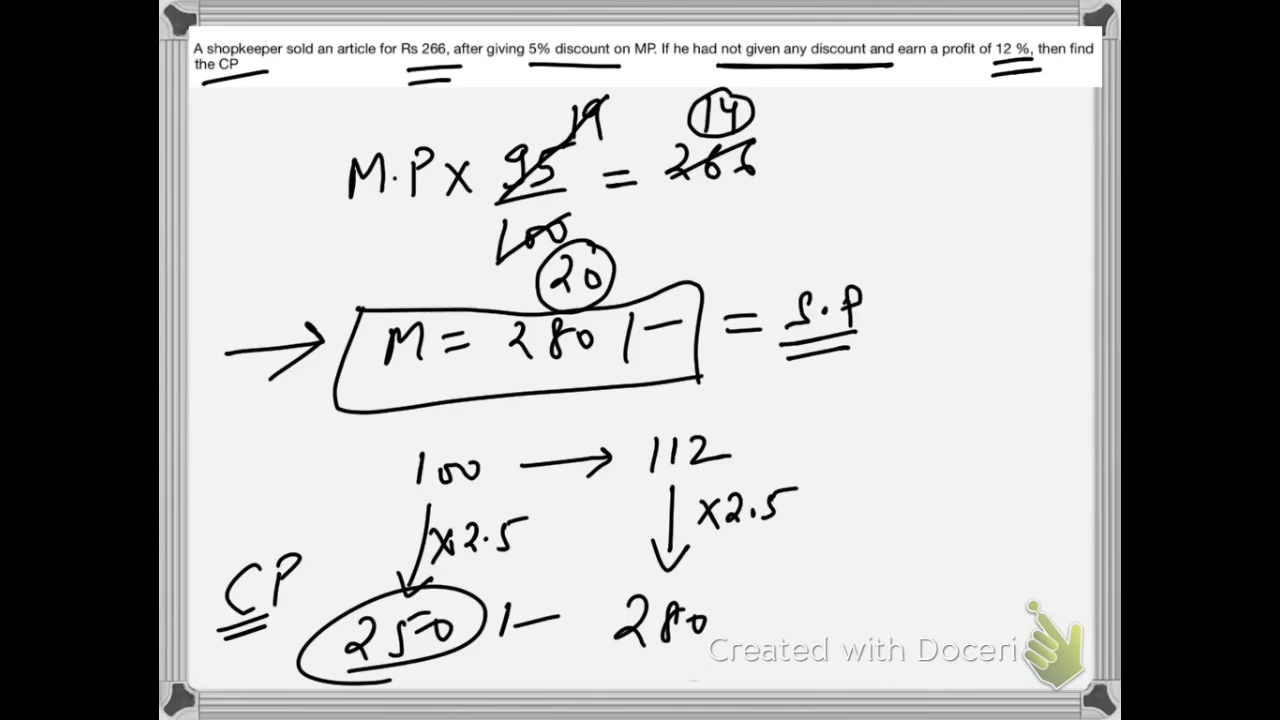 A shopkeeper sold an article for Rs 266, after giving 5% discount on MP. If he had not given any discount and earn a profit of 12 %, then find
the CP
19 14
M.P x 95 = 266
100
20
M = 280 /- = S.P
100 → 112
x2.5 x2.5
CP
250 /- 280
Created with Doceri